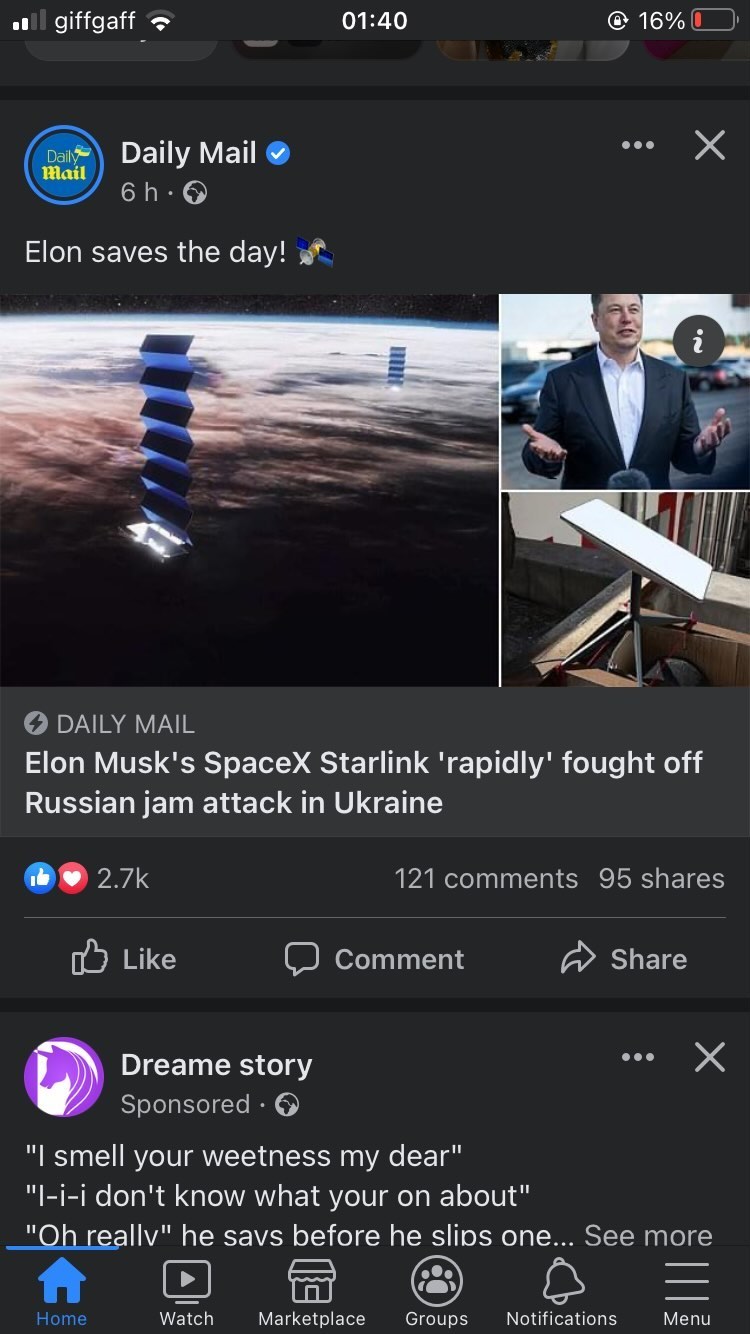 giffgaff 01:40 16%
Daily Mail
Daily Mail
6 h ·
Elon saves the day!
DAILY MAIL
Elon Musk's SpaceX Starlink 'rapidly' fought off
Russian jam attack in Ukraine
2.7k 121 comments 95 shares
Like Comment Share
Dreame story
Sponsored ·
"I smell your weetness my dear"
"I-i-i don't know what your on about"
"Oh really" he says before he slips one... See more
Home Watch Marketplace Groups Notifications Menu